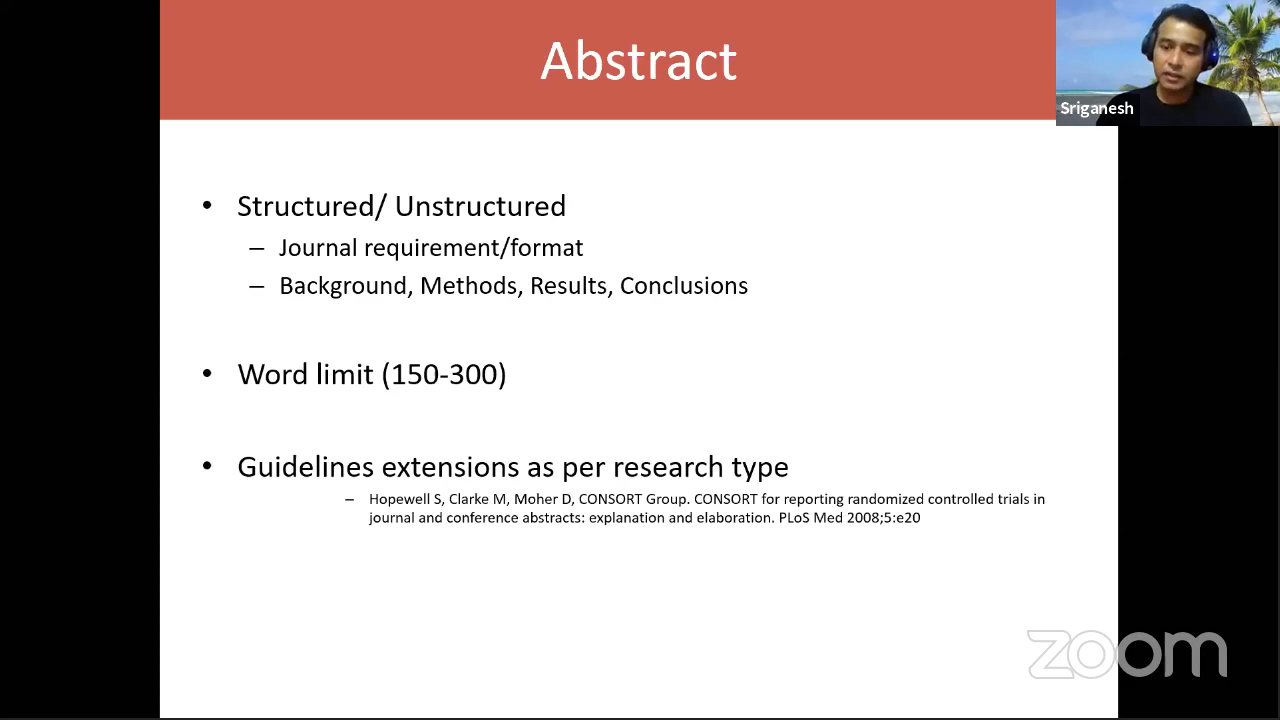 Abstract
Sriganesh
• Structured/ Unstructured
– Journal requirement/format
– Background, Methods, Results, Conclusions
• Word limit (150-300)
• Guidelines extensions as per research type
– Hopewell S, Clarke M, Moher D, CONSORT Group. CONSORT for reporting randomized controlled trials in
journal and conference abstracts: explanation and elaboration. PLoS Med 2008;5:e20
zoom